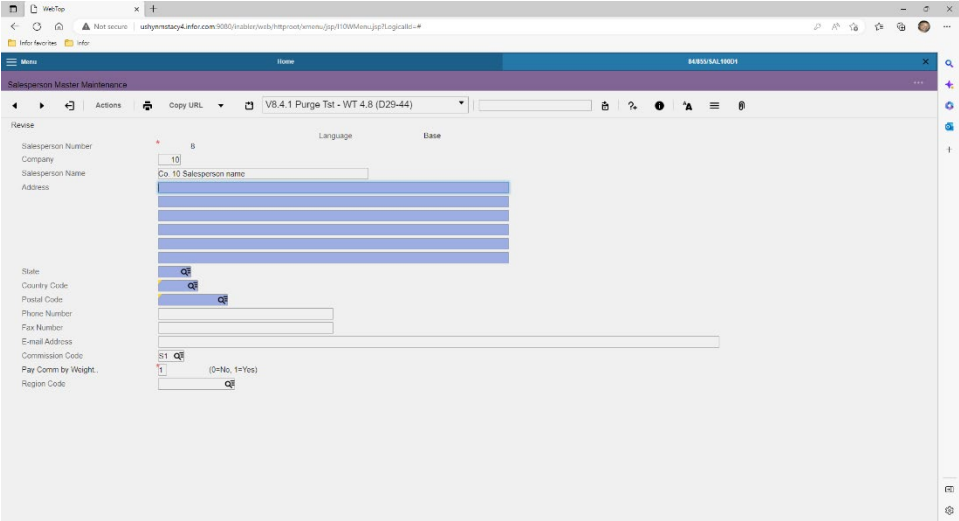 WebTop
Not secure ushynmstacy4.infor.com:9080/inabler/web/httproot/xmenu/jsp/I10WMenu.jsp?LogicalId=#
Infor favorites Infor
Menu Home 84/855/SAL100D1
Salesperson Master Maintenance
Actions Copy URL V8.4.1 Purge Tst - WT 4.8 (D29-44)
Revise
Language Base
Salesperson Number * 8
Company 10
Salesperson Name Co. 10 Salesperson name
Address
State
Country Code
Postal Code
Phone Number
Fax Number
E-mail Address
Commission Code S1
Pay Comm by Weight.. * 1 (0=No, 1=Yes)
Region Code